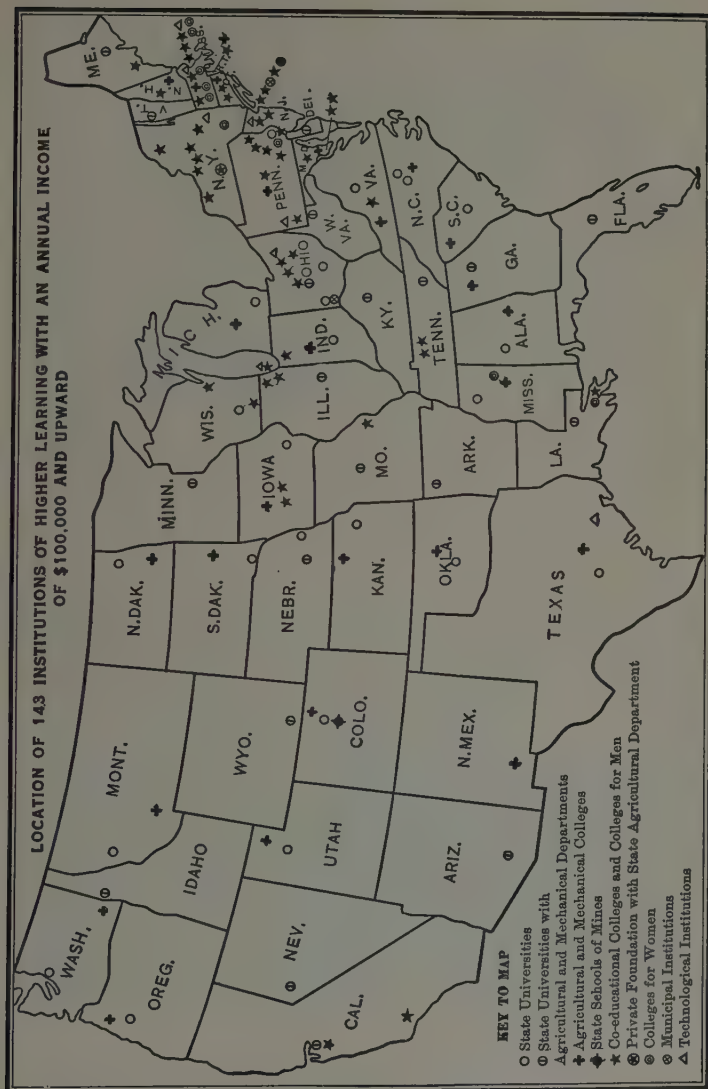 LOCATION OF 143 INSTITUTIONS OF HIGHER LEARNING WITH AN ANNUAL INCOME
OF $100,000 AND UPWARD
WASH.
OREG.
CAL.
NEV.
IDAHO
MONT.
WYO.
UTAH
ARIZ.
COLO.
N.MEX.
N.DAK.
S.DAK.
NEBR.
KAN.
OKLA.
TEXAS
MINN.
IOWA
MO.
ARK.
LA.
WIS.
ILL.
MICH.
IND.
OHIO
KY.
TENN.
MISS.
ALA.
GA.
FLA.
S.C.
N.C.
VA.
W.
VA.
PENN.
N.Y.
N.J.
DEL.
ME.
KEY TO MAP
State Universities
State Universities with
Agricultural and Mechanical Departments
Agricultural and Mechanical Colleges
State Schools of Mines
Co-educational Colleges and Colleges for Men
Private Foundation with State Agricultural Department
Colleges for Women
Municipal Institutions
Technological Institutions